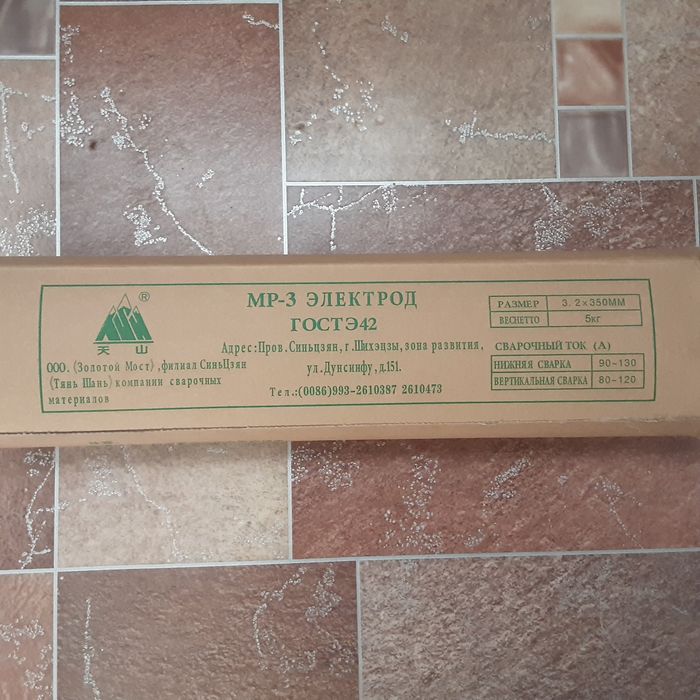 ®
天 山
ООО. (Золотой Мост) ,филиал СиньЦзян
(Тянь Шань) компании сварочных
материалов
МР-3 ЭЛЕКТРОД
ГОСТЭ42
Адрес:Пров.Синьцзян,г.Шихэцзы,зона развития,
ул.Дунсинфу,д.151.
Тел.:(0086)993-2610387 2610473
РАЗМЕР 3.2×350ММ
ВЕСНЕТТО 5кг
СВАРОЧНЫЙ ТОК (А)
НИЖНЯЯ СВАРКА 90-130
ВЕРТИКАЛЬНАЯ СВАРКА 80-120